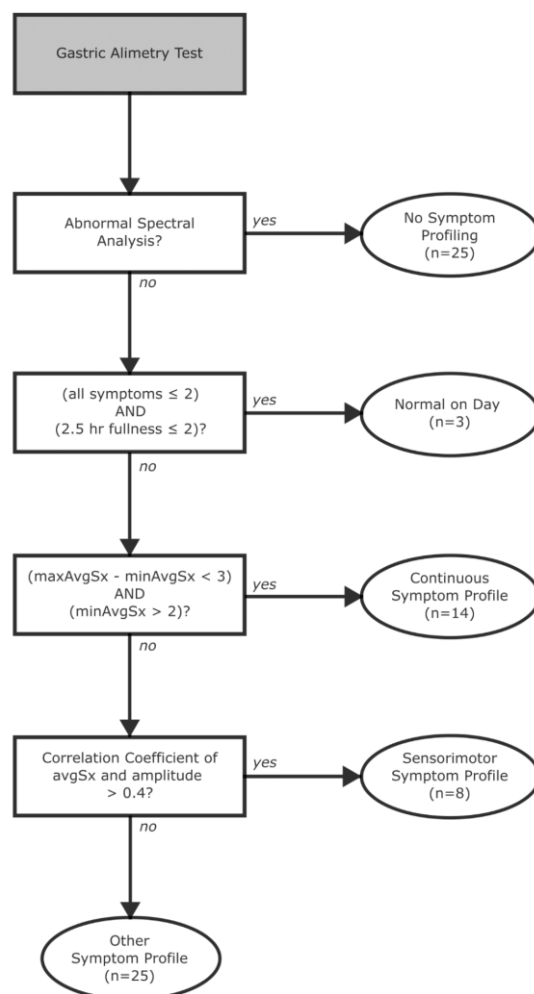 Gastric Alimetry Test
Abnormal Spectral
Analysis?
yes
No Symptom
Profiling
(n=25)
no
(all symptoms ≤ 2)
AND
(2.5 hr fullness ≤ 2)?
yes
Normal on Day
(n=3)
no
(maxAvgSx - minAvgSx < 3)
AND
(minAvgSx > 2)?
yes
Continuous
Symptom Profile
(n=14)
no
Correlation Coefficient of
avgSx and amplitude
> 0.4?
yes
Sensorimotor
Symptom Profile
(n=8)
no
Other
Symptom Profile
(n=25)